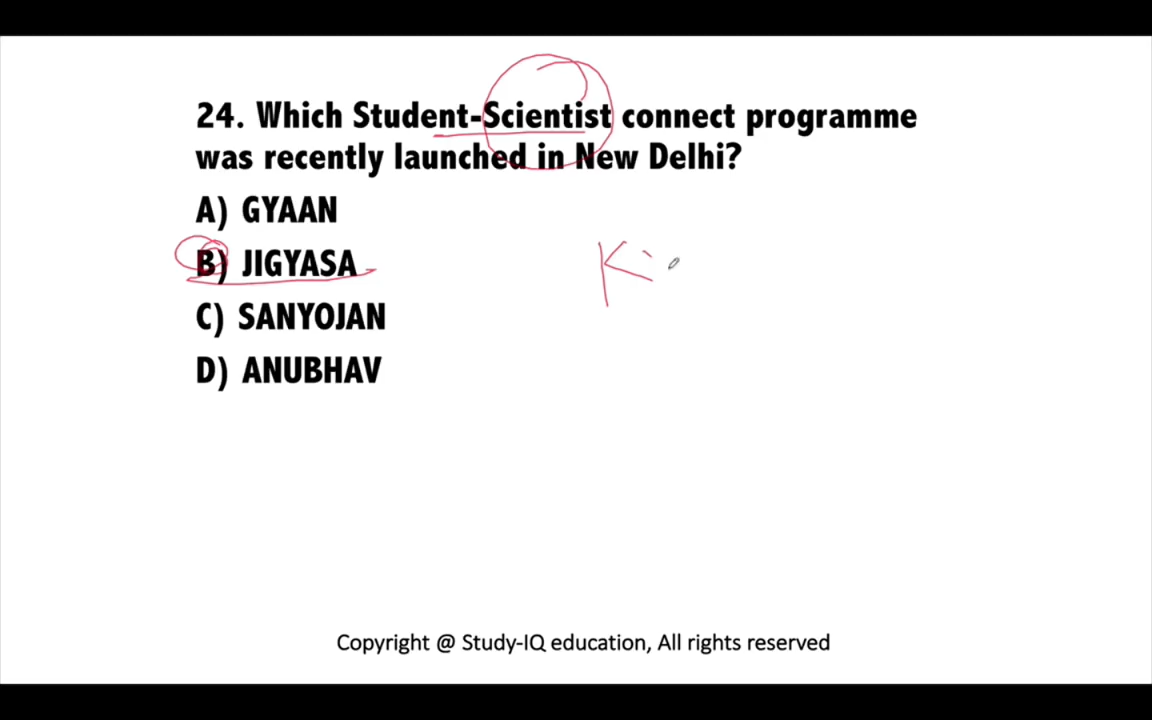 24. Which Student-Scientist connect programme
was recently launched in New Delhi?
A) GYAAN
B) JIGYASA
Ki
C) SANYOJAN
D) ANUBHAV
Copyright @ Study-IQ education, All rights reserved